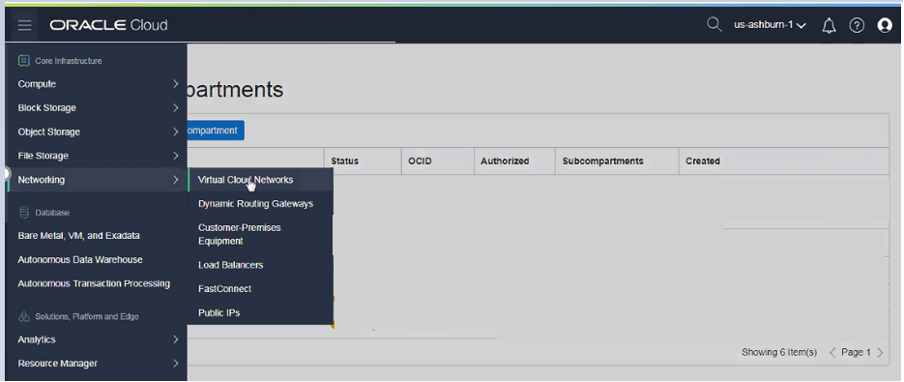 ORACLE Cloud
us-ashburn-1
Core Infrastructure
Compute
Block Storage
Object Storage
File Storage
Networking
Database
Bare Metal, VM, and Exadata
Autonomous Data Warehouse
Autonomous Transaction Processing
Solutions, Platform and Edge
Analytics
Resource Manager
Virtual Cloud Networks
Dynamic Routing Gateways
Customer-Premises
Equipment
Load Balancers
FastConnect
Public IPs
partments
ompartment
Status
OCID
Authorized
Subcompartments
Created
Showing 6 Item(s)
Page 1